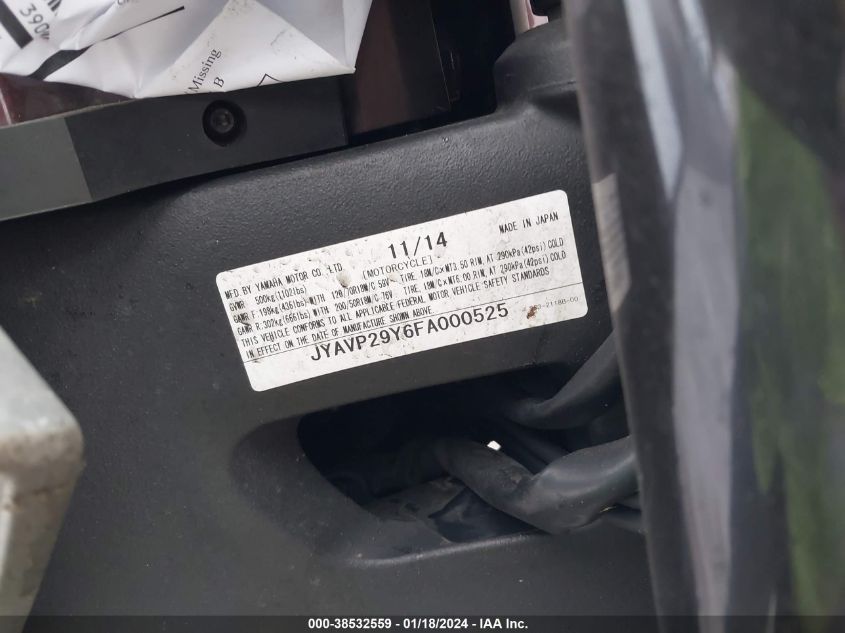 390
Missing
B
11/14
MADE IN JAPAN
MFD BY YAMAHA MOTOR CO., LTD. [MOTORCYCLE]
GVWR 500kg(1102lbs)
GAWR F:198kg(436lbs)WITH 120/70R18M/C 59V TIRE, 18M/C×MT3.50 RIM, AT 290kPa(42psi) COLD
GAWR R:302kg(666lbs)WITH 200/50R18M/C 76V TIRE, 18M/C×MT6.00 RIM, AT 290kPa(42psi) COLD
THIS VEHICLE CONFORMS TO ALL APPLICABLE FEDERAL MOTOR VEHICLE SAFETY STANDARDS
IN EFFECT ON THE DATE OF MANUFACTURE SHOWN ABOVE.
JYAVP29Y6FA000525
000-38532559 - 01/18/2024 - IAA Inc.